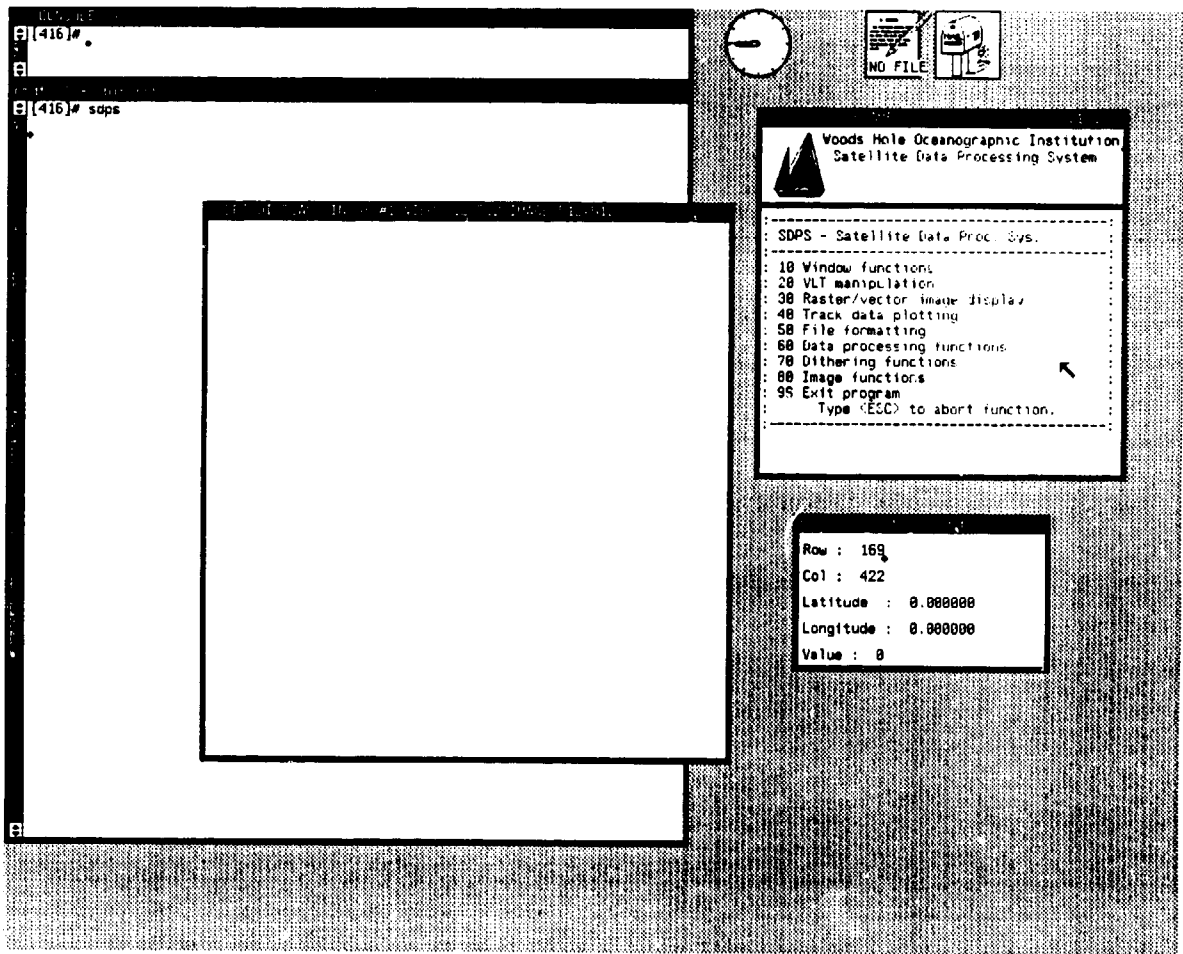 CONSOLE
[416]#
[416]# sdps
NO FILE
Woods Hole Oceanographic Institution
Satellite Data Processing System
SDPS - Satellite Data Proc. Sys.
10 Window functions
20 VLT manipulation
30 Raster/vector image display
40 Track data plotting
50 File formatting
60 Data processing functions
70 Dithering functions
80 Image functions
99 Exit program
Type <ESC> to abort function.
Row : 169
Col : 422
Latitude : 0.000000
Longitude : 0.000000
Value : 0